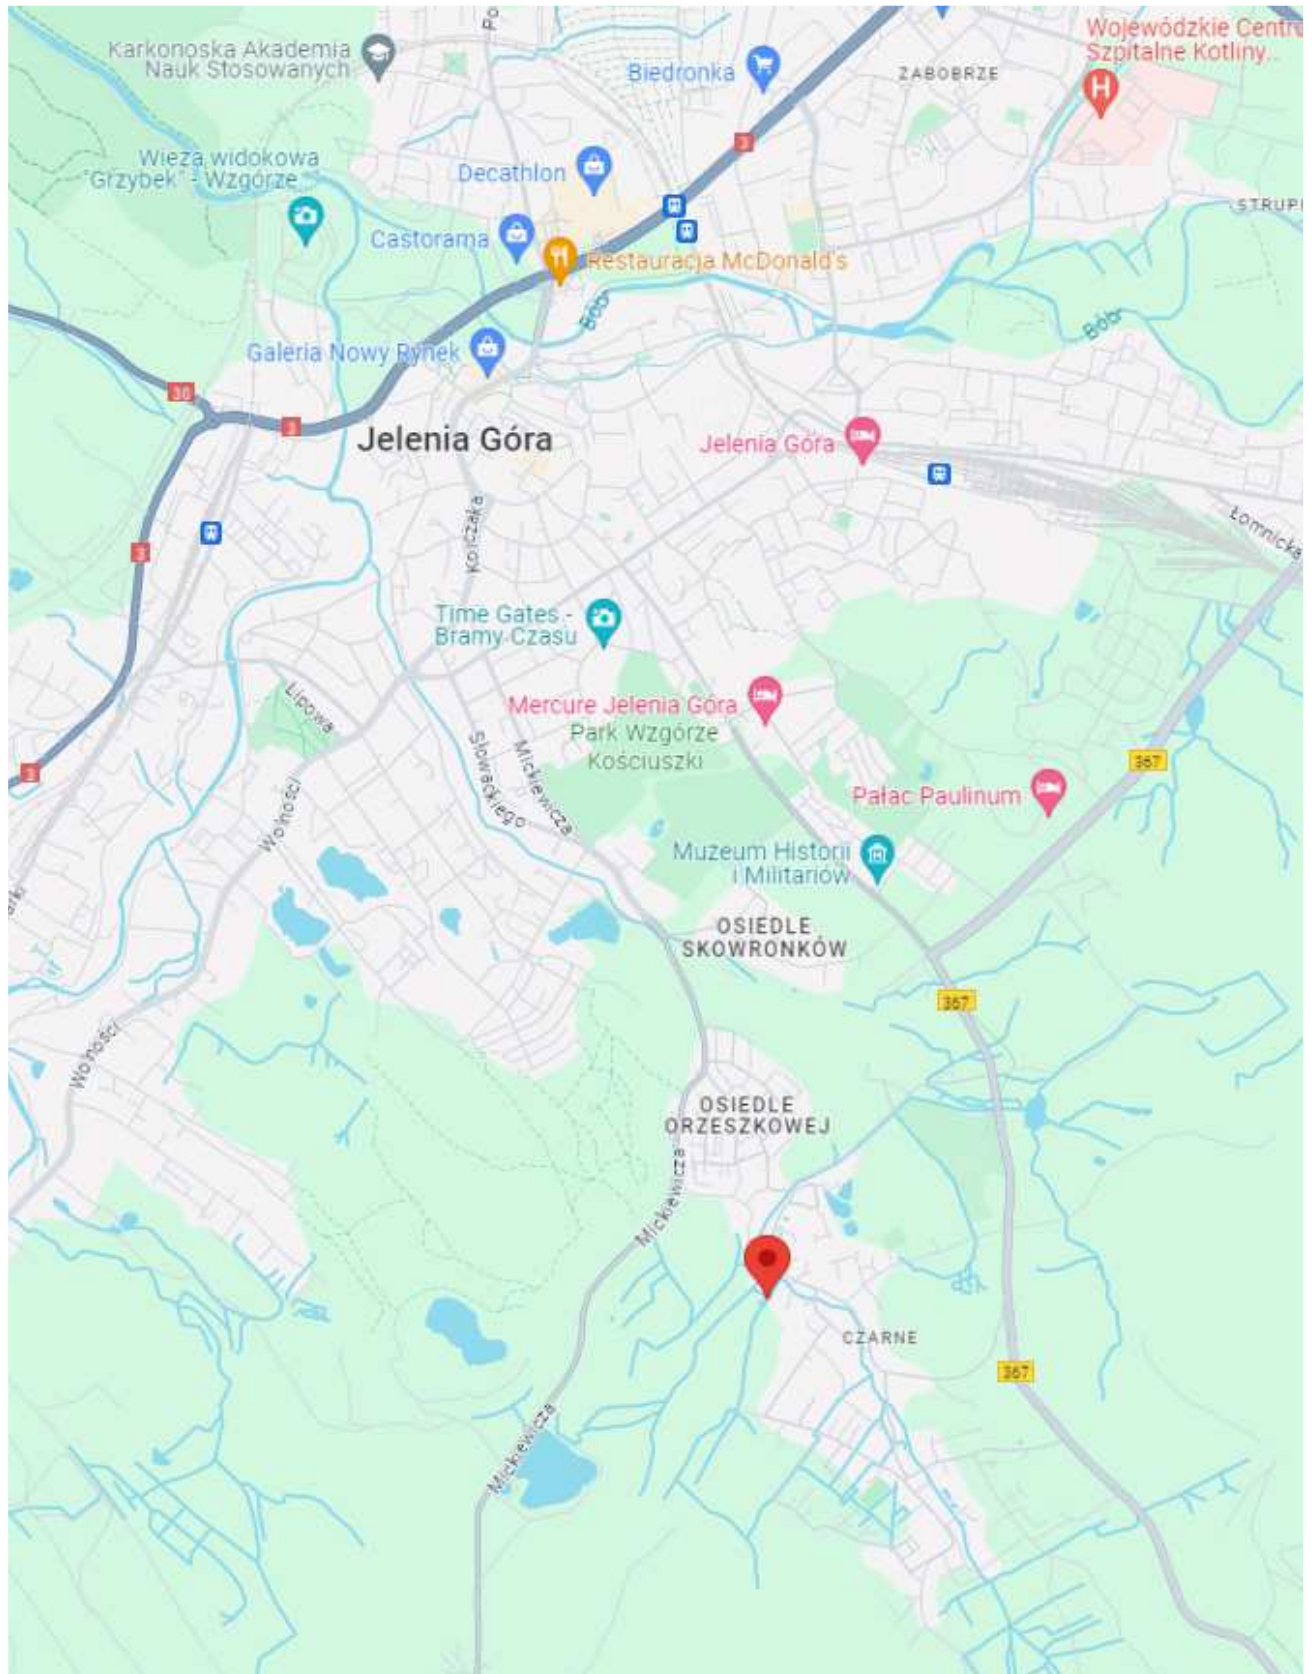 Po
Karkonoska Akademia
Nauk Stosowanych
Biedronka
ZABOBRZE
Wojewódzkie Centru
Szpitalne Kotliny...
H
3
Wieża widokowa
"Grzybek" - Wzgórze...
Decathlon
STRUPI
Castorama
Restauracja McDonald's
Bóbr
Bóbr
Galeria Nowy Rynek
30
3
Jelenia Góra
Jelenia Góra
Kolczaka
Łomnicka
3
Time Gates -
Bramy Czasu
Lipowa
Mercure Jelenia Góra
Park Wzgórze
Kościuszki
Słowackiego
Mickiewicza
367
3
Pałac Paulinum
Wolności
Muzeum Historii
i Militariów
OSIEDLE
SKOWRONKÓW
367
Wolności
OSIEDLE
ORZESZKOWEJ
Mickiewicza
CZARNE
367
Mickiewicza